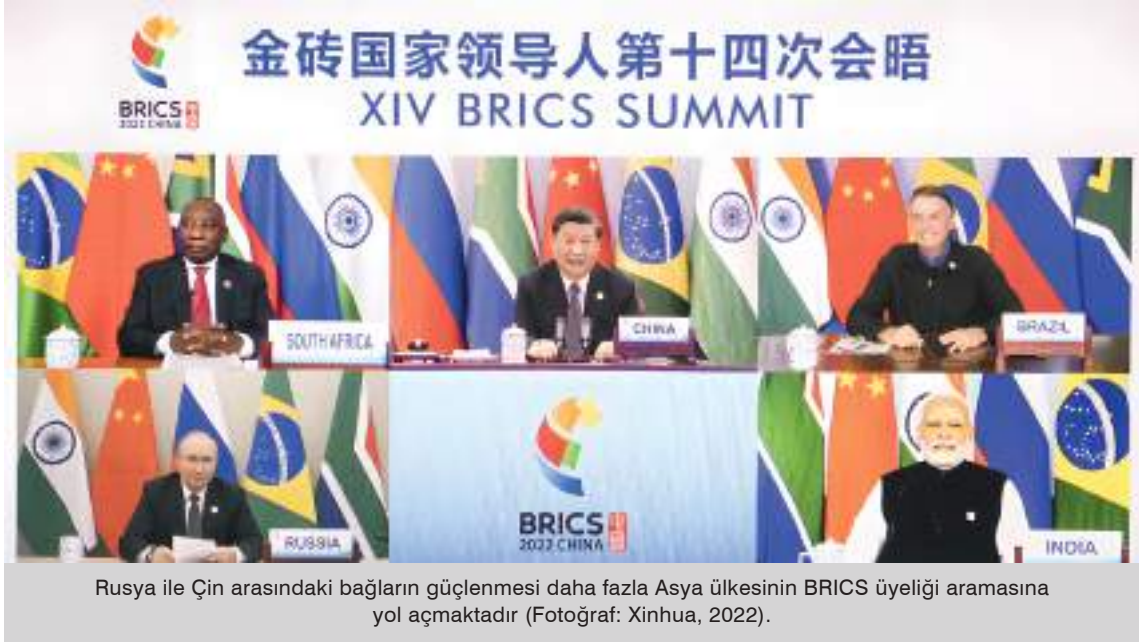 金砖国家领导人第十四次会晤
XIV BRICS SUMMIT
BRICS
2022 CHINA
SOUTH AFRICA
CHINA
BRAZIL
RUSSIA
BRICS
2022 CHINA
INDIA
Rusya ile Çin arasındaki bağların güçlenmesi daha fazla Asya ülkesinin BRICS üyeliği aramasına
yol açmaktadır (Fotoğraf: Xinhua, 2022).